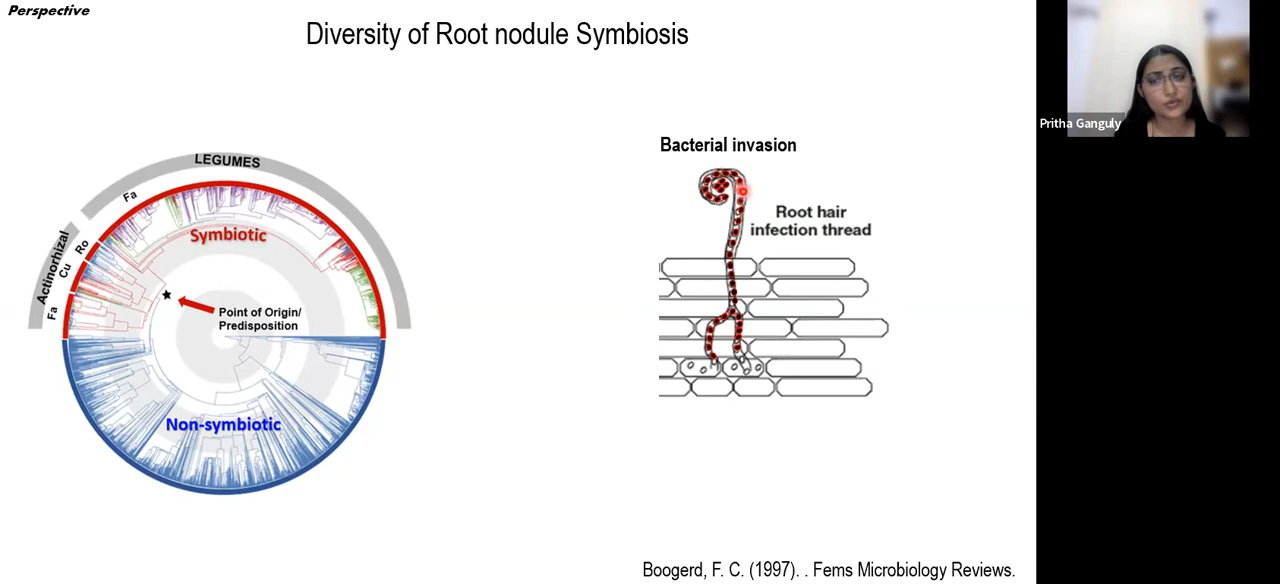 Perspective
Diversity of Root nodule Symbiosis
LEGUMES
Fa
Actinorhizal
Ro
Cu
Fa
Symbiotic
Point of Origin/
Predisposition
Non-symbiotic
Bacterial invasion
Root hair
infection thread
Boogerd, F. C. (1997). . Fems Microbiology Reviews.
Pritha Ganguly